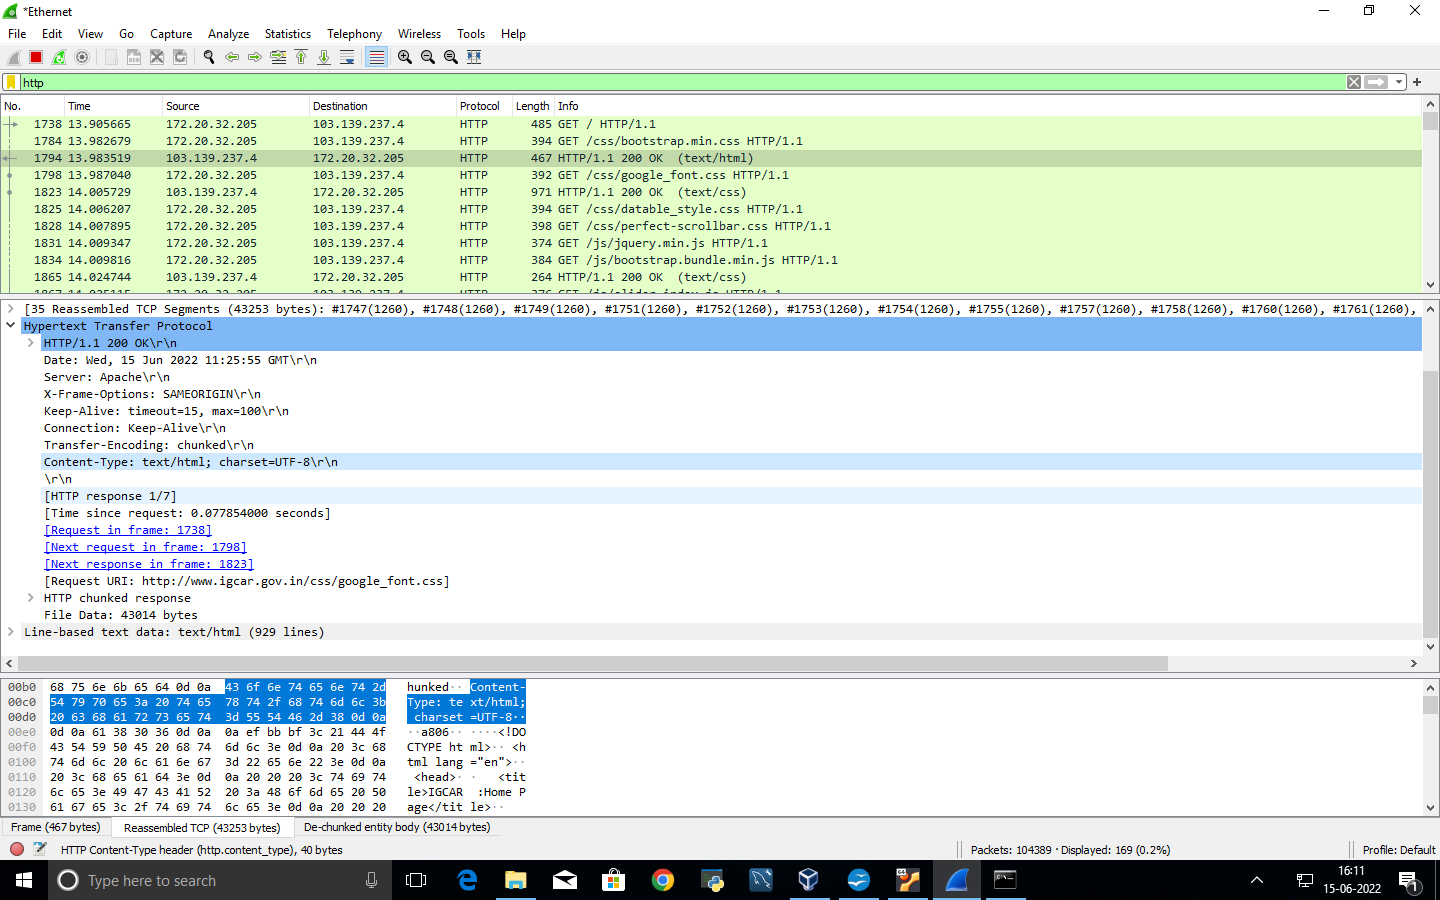 *Ethernet
File Edit View Go Capture Analyze Statistics Telephony Wireless Tools Help
http
No. Time Source Destination Protocol Length Info
1738 13.905665 172.20.32.205 103.139.237.4 HTTP 485 GET / HTTP/1.1
1784 13.982679 172.20.32.205 103.139.237.4 HTTP 394 GET /css/bootstrap.min.css HTTP/1.1
1794 13.983519 103.139.237.4 172.20.32.205 HTTP 467 HTTP/1.1 200 OK (text/html)
1798 13.987040 172.20.32.205 103.139.237.4 HTTP 392 GET /css/google_font.css HTTP/1.1
1823 14.005729 103.139.237.4 172.20.32.205 HTTP 971 HTTP/1.1 200 OK (text/css)
1825 14.006207 172.20.32.205 103.139.237.4 HTTP 394 GET /css/datable_style.css HTTP/1.1
1828 14.007895 172.20.32.205 103.139.237.4 HTTP 398 GET /css/perfect-scrollbar.css HTTP/1.1
1831 14.009347 172.20.32.205 103.139.237.4 HTTP 374 GET /js/jquery.min.js HTTP/1.1
1834 14.009816 172.20.32.205 103.139.237.4 HTTP 384 GET /js/bootstrap.bundle.min.js HTTP/1.1
1865 14.024744 103.139.237.4 172.20.32.205 HTTP 264 HTTP/1.1 200 OK (text/css)
[35 Reassembled TCP Segments (43253 bytes): #1747(1260), #1748(1260), #1749(1260), #1751(1260), #1752(1260), #1753(1260), #1754(1260), #1755(1260), #1757(1260), #1758(1260), #1760(1260), #1761(1260),
Hypertext Transfer Protocol
HTTP/1.1 200 OK\r\n
Date: Wed, 15 Jun 2022 11:25:55 GMT\r\n
Server: Apache\r\n
X-Frame-Options: SAMEORIGIN\r\n
Keep-Alive: timeout=15, max=100\r\n
Connection: Keep-Alive\r\n
Transfer-Encoding: chunked\r\n
Content-Type: text/html; charset=UTF-8\r\n
\r\n
[HTTP response 1/7]
[Time since request: 0.077854000 seconds]
[Request in frame: 1738]
[Next request in frame: 1798]
[Next response in frame: 1823]
[Request URI: http://www.igcar.gov.in/css/google_font.css]
HTTP chunked response
File Data: 43014 bytes
Line-based text data: text/html (929 lines)
00b0 68 75 6e 6b 65 64 0d 0a 43 6f 6e 74 65 6e 74 2d hunked·· Content-
00c0 54 79 70 65 3a 20 74 65 78 74 2f 68 74 6d 6c 3b Type: te xt/html;
00d0 20 63 68 61 72 73 65 74 3d 55 54 46 2d 38 0d 0a charset =UTF-8··
00e0 0d 0a 61 38 30 36 0d 0a ef bb bf 3c 21 44 4f ··a806·· ···<!DO
00f0 43 54 59 50 45 20 68 74 6d 6c 3e 0d 0a 20 3c 68 CTYPE ht ml>·· <h
0100 74 6d 6c 20 6c 61 6e 67 3d 22 65 6e 22 3e 0d 0a tml lang ="en">··
0110 20 3c 68 65 61 64 3e 0d 0a 20 20 20 3c 74 69 74 <head>· · <tit
0120 6c 65 3e 49 47 43 41 52 20 3a 48 6f 6d 65 20 50 le>IGCAR :Home P
0130 61 67 65 3c 2f 74 69 74 6c 65 3e 0d 0a 20 20 20 age</tit le>··
Frame (467 bytes) Reassembled TCP (43253 bytes) De-chunked entity body (43014 bytes)
HTTP Content-Type header (http.content_type), 40 bytes Packets: 104389 · Displayed: 169 (0.2%) Profile: Default
Type here to search
16:11
15-06-2022
1